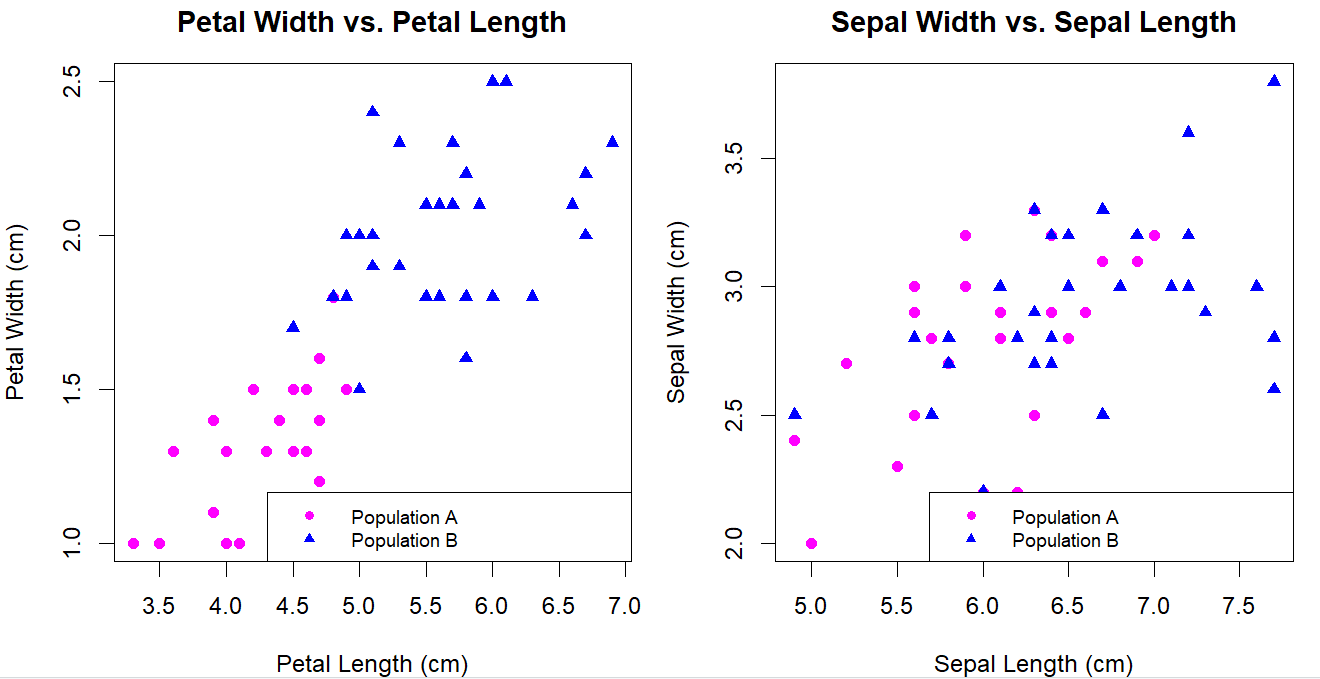 Petal Width vs. Petal Length
Petal Width (cm)
2.5
2.0
1.5
1.0
Population A
Population B
3.5 4.0 4.5 5.0 5.5 6.0 6.5 7.0
Petal Length (cm)
Sepal Width vs. Sepal Length
Sepal Width (cm)
3.5
3.0
2.5
2.0
Population A
Population B
5.0 5.5 6.0 6.5 7.0 7.5
Sepal Length (cm)